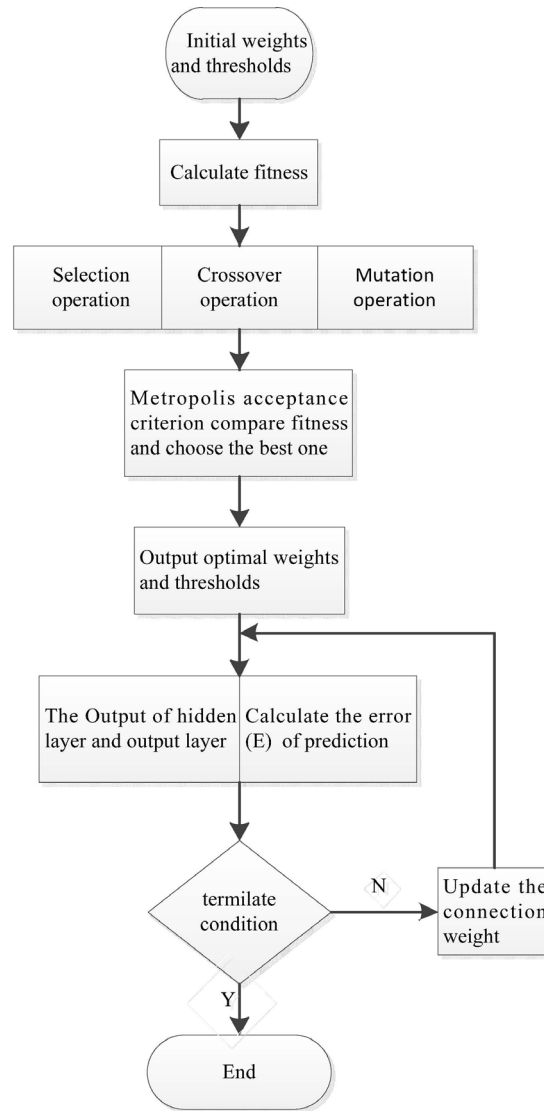 Initial weights
and thresholds
Calculate fitness
Selection
operation
Crossover
operation
Mutation
operation
Metropolis acceptance
criterion compare fitness
and choose the best one
Output optimal weights
and thresholds
The Output of hidden
layer and output layer
Calculate the error
(E) of prediction
termilate
condition
N
Update the
connection
weight
Y
End